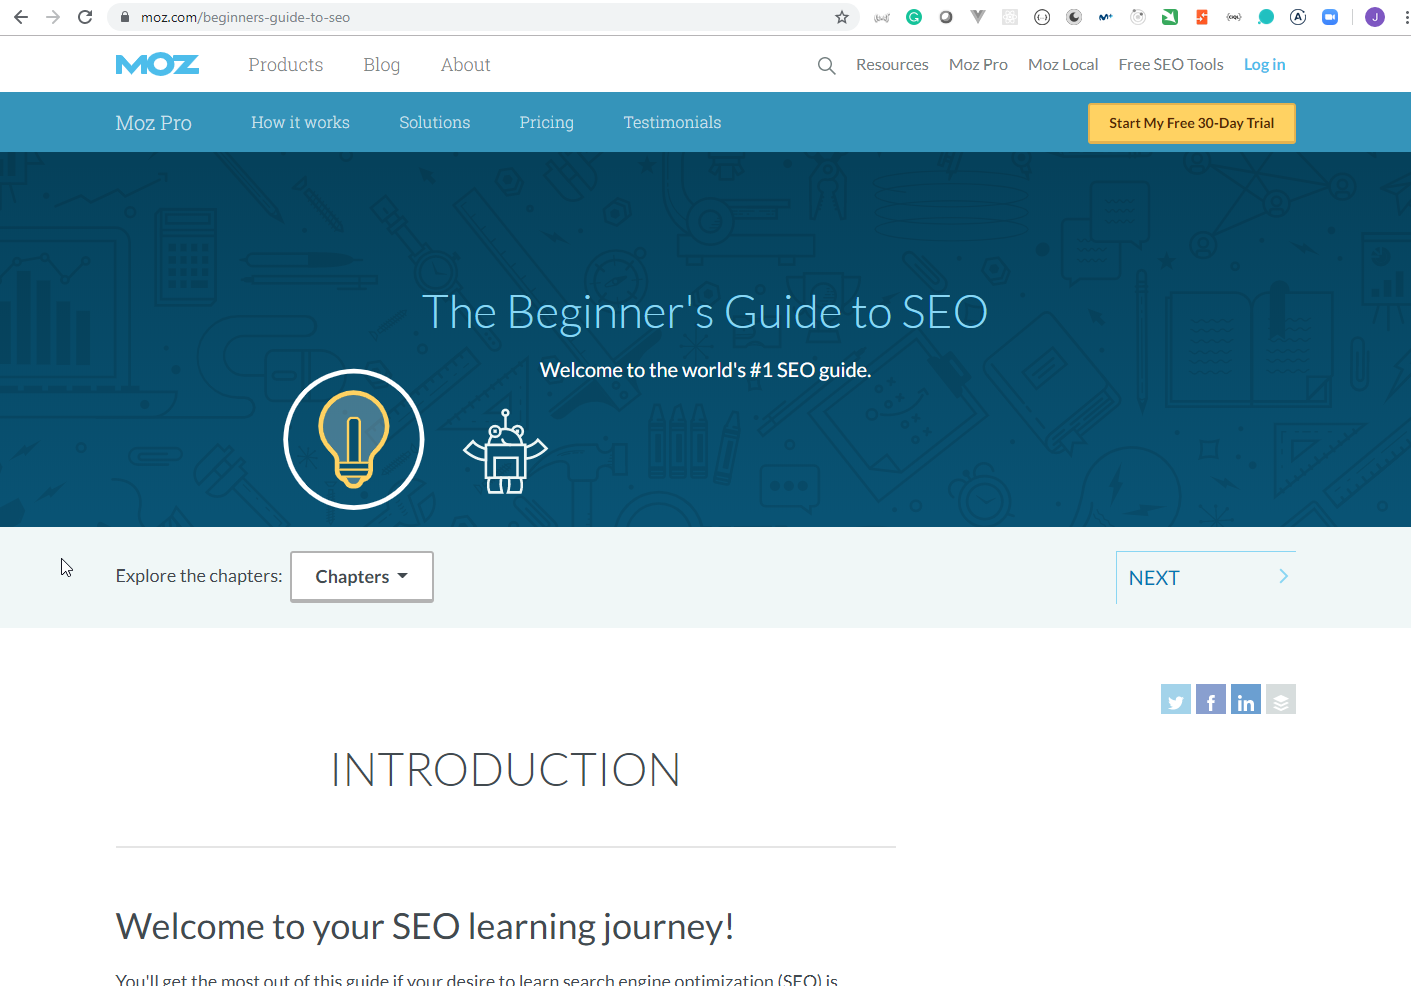 moz.com/beginners-guide-to-seo
J
MOZ
Products Blog About
Resources Moz Pro Moz Local Free SEO Tools Log in
Moz Pro How it works Solutions Pricing Testimonials
Start My Free 30-Day Trial
The Beginner's Guide to SEO
Welcome to the world's #1 SEO guide.
Explore the chapters: Chapters
NEXT
INTRODUCTION
Welcome to your SEO learning journey!
You'll get the most out of this guide if your desire to learn search engine optimization (SEO) is